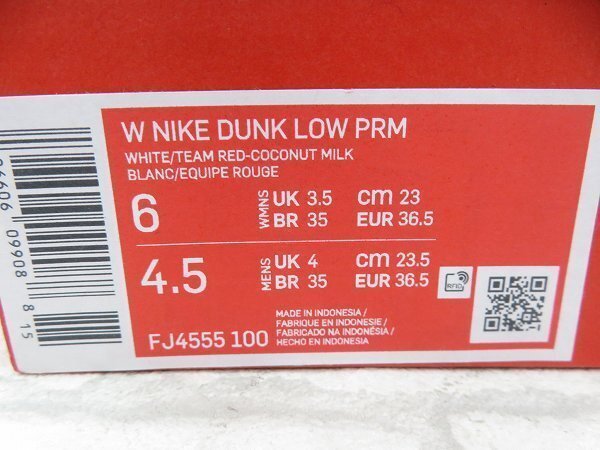 W NIKE DUNK LOW PRM
WHITE/TEAM RED-COCONUT MILK
BLANC/EQUIPE ROUGE
6 WMNS UK 3.5 cm 23
BR 35 EUR 36.5
4.5 MENS UK 4 cm 23.5
BR 35 EUR 36.5
RFID
FJ4555 100
MADE IN INDONESIA /
FABRIQUE EN INDONESIE /
FABRICADO NA INDONÉSIA /
HECHO EN INDONESIA
09908
8 15